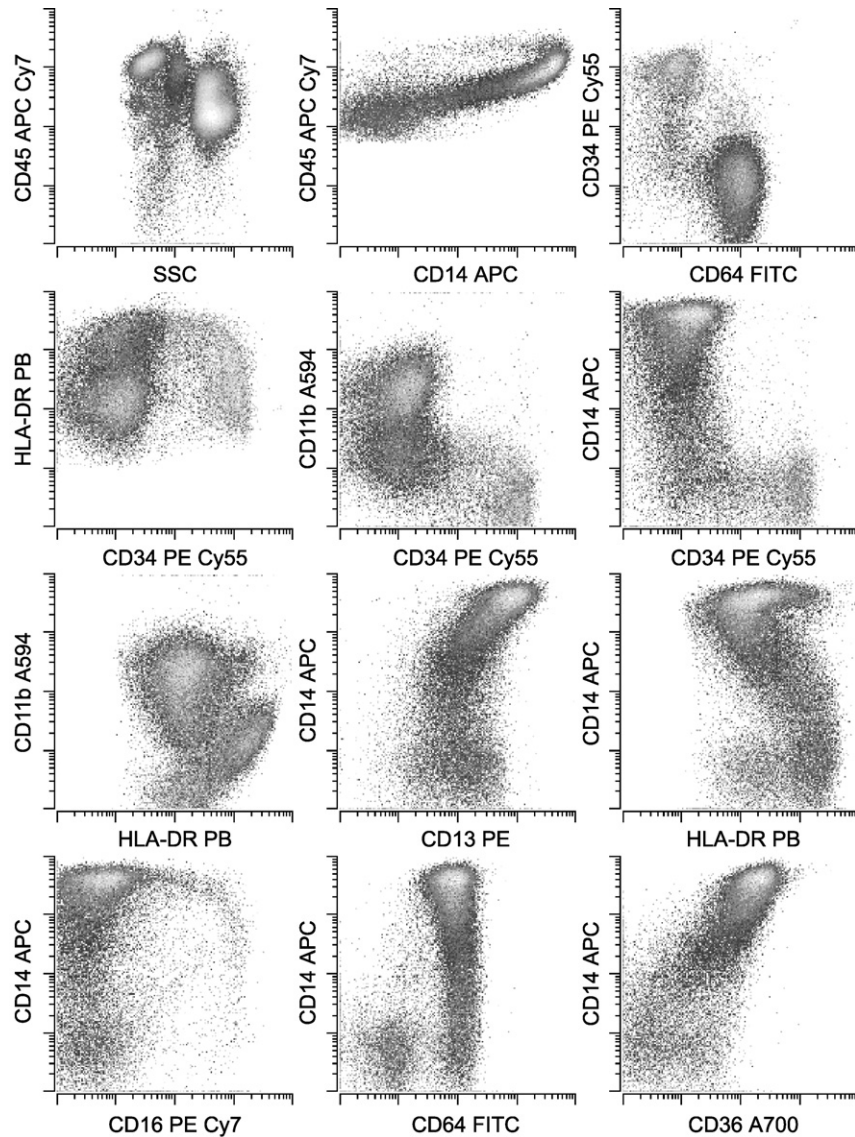 CD45 APC Cy7
SSC
CD45 APC Cy7
CD14 APC
CD34 PE Cy55
CD64 FITC
HLA-DR PB
CD34 PE Cy55
CD11b A594
CD34 PE Cy55
CD14 APC
CD34 PE Cy55
CD11b A594
HLA-DR PB
CD14 APC
CD13 PE
CD14 APC
HLA-DR PB
CD14 APC
CD16 PE Cy7
CD14 APC
CD64 FITC
CD14 APC
CD36 A700